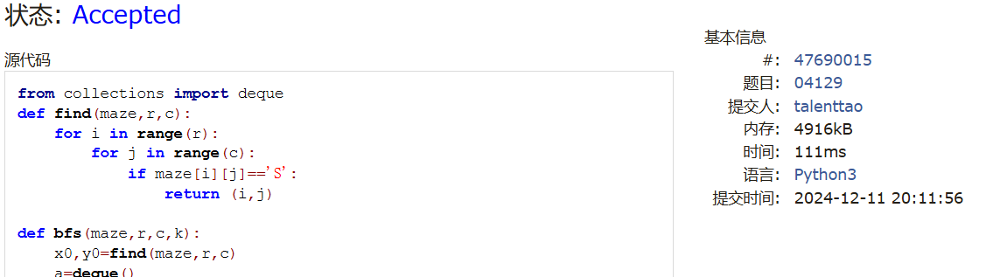 状态: Accepted
源代码
from collections import deque
def find(maze,r,c):
    for i in range(r):
        for j in range(c):
            if maze[i][j]=='S':
                return (i,j)
def bfs(maze,r,c,k):
    x0,y0=find(maze,r,c)
    a=deque()
基本信息
#: 47690015
题目: 04129
提交人: talenttao
内存: 4916kB
时间: 111ms
语言: Python3
提交时间: 2024-12-11 20:11:56